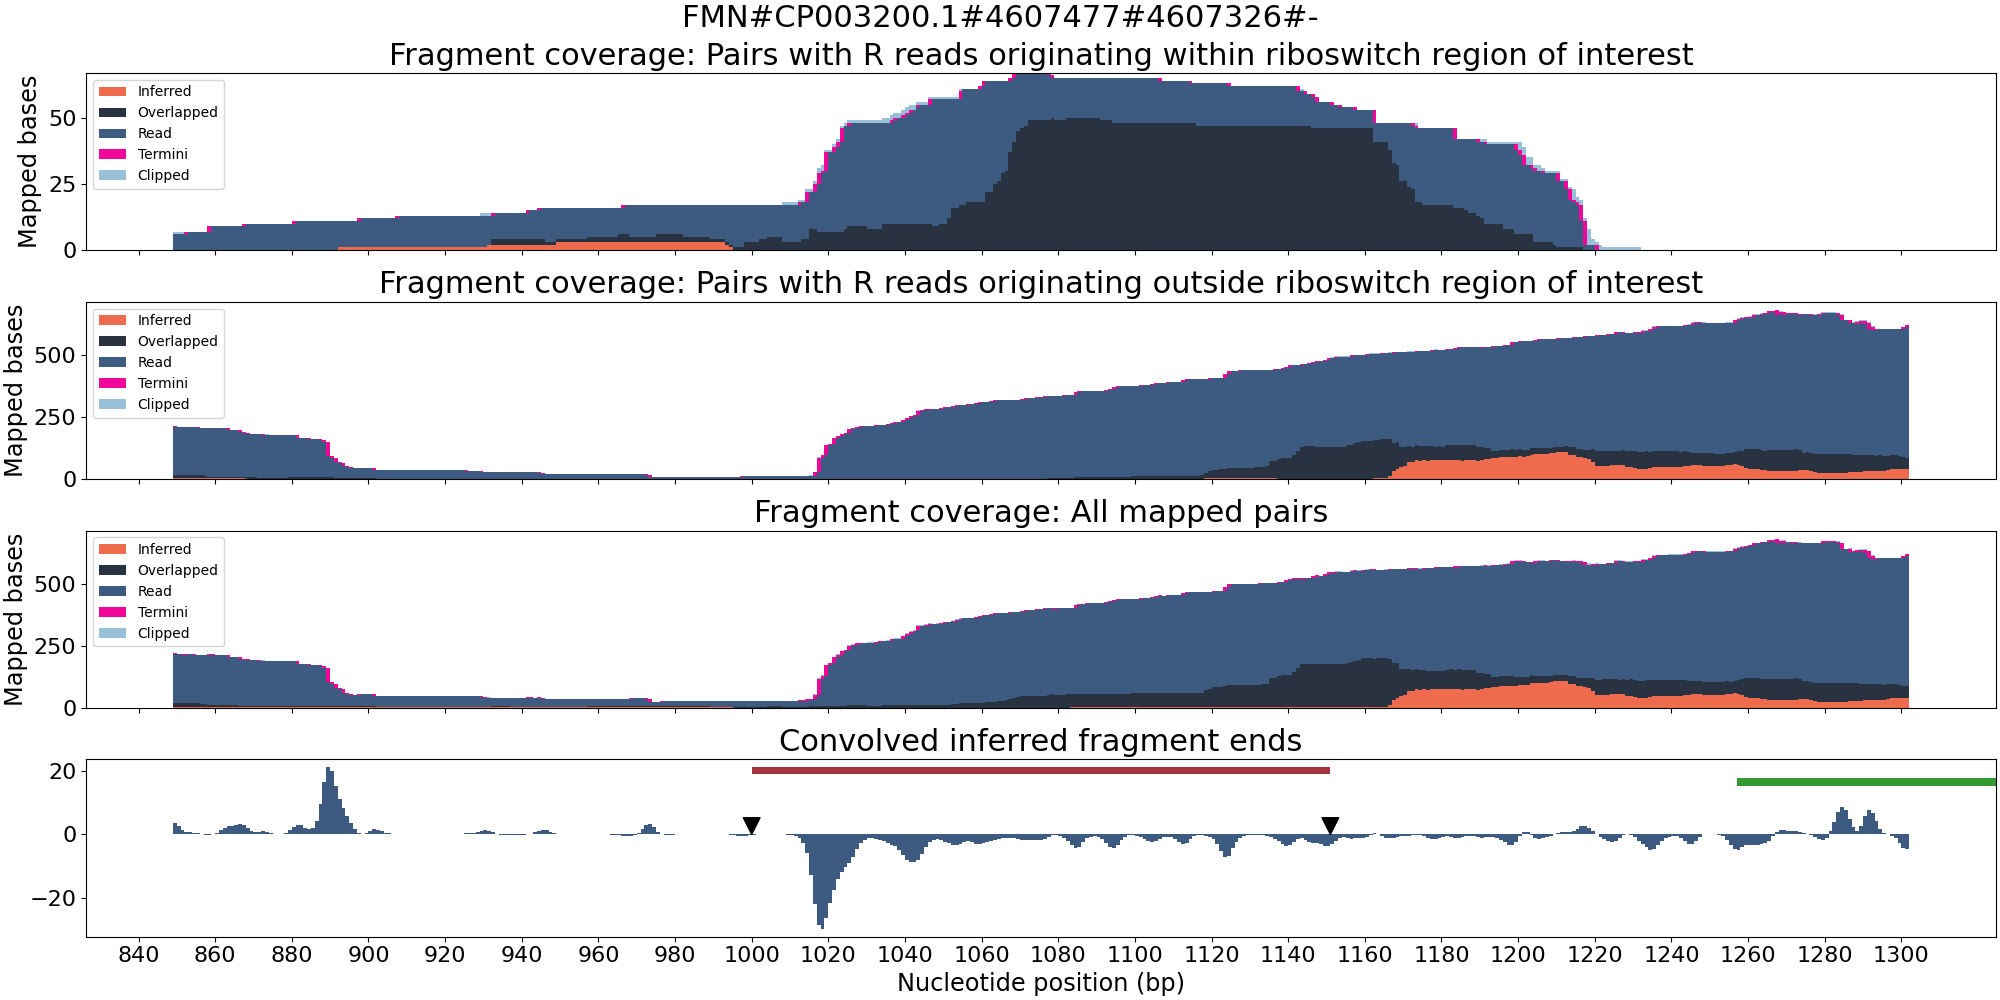 FMN#CP003200.1#4607477#4607326#-
Fragment coverage: Pairs with R reads originating within riboswitch region of interest
Mapped bases
50
25
0
Inferred
Overlapped
Read
Termini
Clipped
Fragment coverage: Pairs with R reads originating outside riboswitch region of interest
Mapped bases
500
250
0
Inferred
Overlapped
Read
Termini
Clipped
Fragment coverage: All mapped pairs
Mapped bases
500
250
0
Inferred
Overlapped
Read
Termini
Clipped
Convolved inferred fragment ends
20
0
−20
840 860 880 900 920 940 960 980 1000 1020 1040 1060 1080 1100 1120 1140 1160 1180 1200 1220 1240 1260 1280 1300
Nucleotide position (bp)